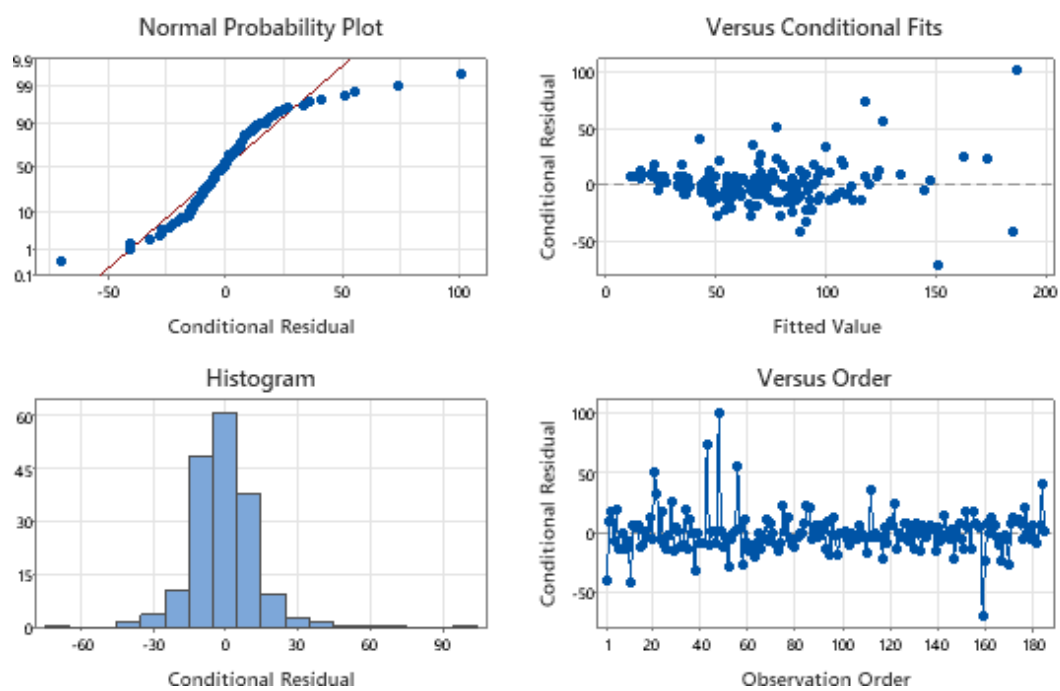 Normal Probability Plot
9.9
99
90
50
10
1
0.1
-50 0 50 100
Conditional Residual
Versus Conditional Fits
Conditional Residual
100
50
0
-50
0 50 100 150 200
Fitted Value
Histogram
60
45
30
15
0
-60 -30 0 30 60 90
Conditional Residual
Versus Order
Conditional Residual
100
50
0
-50
1 20 40 60 80 100 120 140 160 180
Observation Order